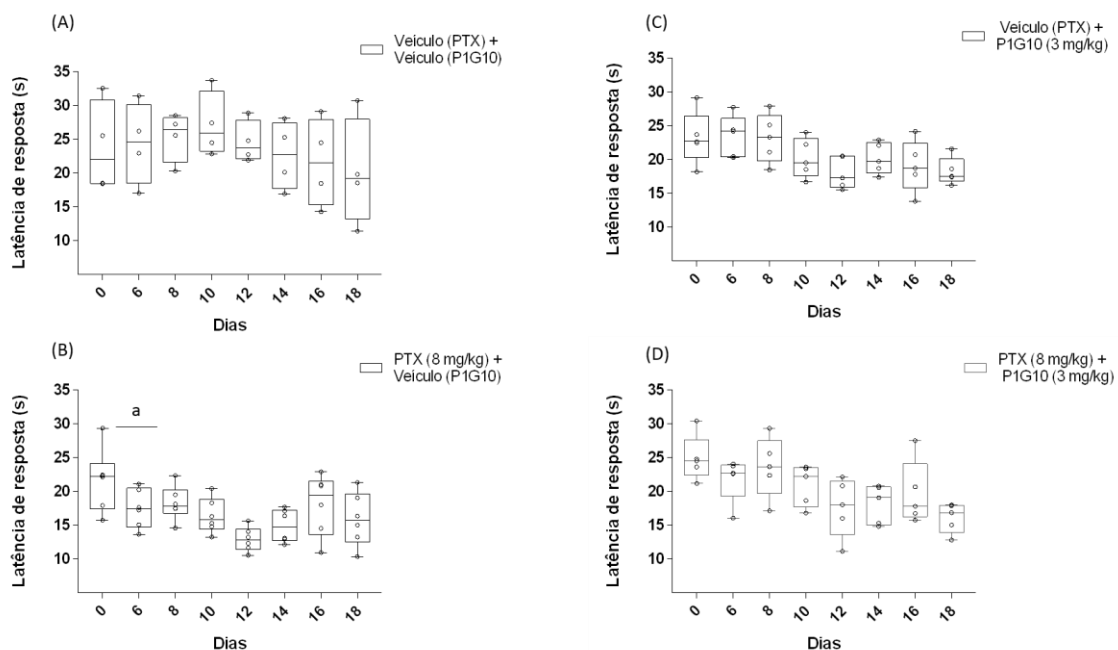 (A)
Veiculo (PTX) +
Veiculo (P1G10)
Latência de resposta (s)
35
30
25
20
15
10
0 6 8 10 12 14 16 18
Dias
(B)
PTX (8 mg/kg) +
Veiculo (P1G10)
Latência de resposta (s)
35
30
25
20
15
10
a
0 6 8 10 12 14 16 18
Dias
(C)
Veiculo (PTX) +
P1G10 (3 mg/kg)
Latência de resposta (s)
35
30
25
20
15
10
0 6 8 10 12 14 16 18
Dias
(D)
PTX (8 mg/kg) +
P1G10 (3 mg/kg)
Latência de resposta (s)
35
30
25
20
15
10
0 6 8 10 12 14 16 18
Dias